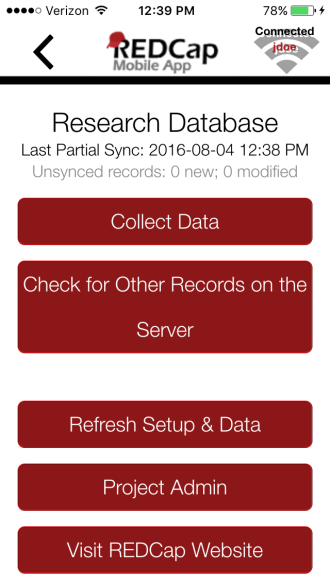 Verizon 12:39 PM 78%
Connected
REDCap jdoe
Mobile App
Research Database
Last Partial Sync: 2016-08-04 12:38 PM
Unsynced records: 0 new; 0 modified
Collect Data
Check for Other Records on the
Server
Refresh Setup & Data
Project Admin
Visit REDCap Website